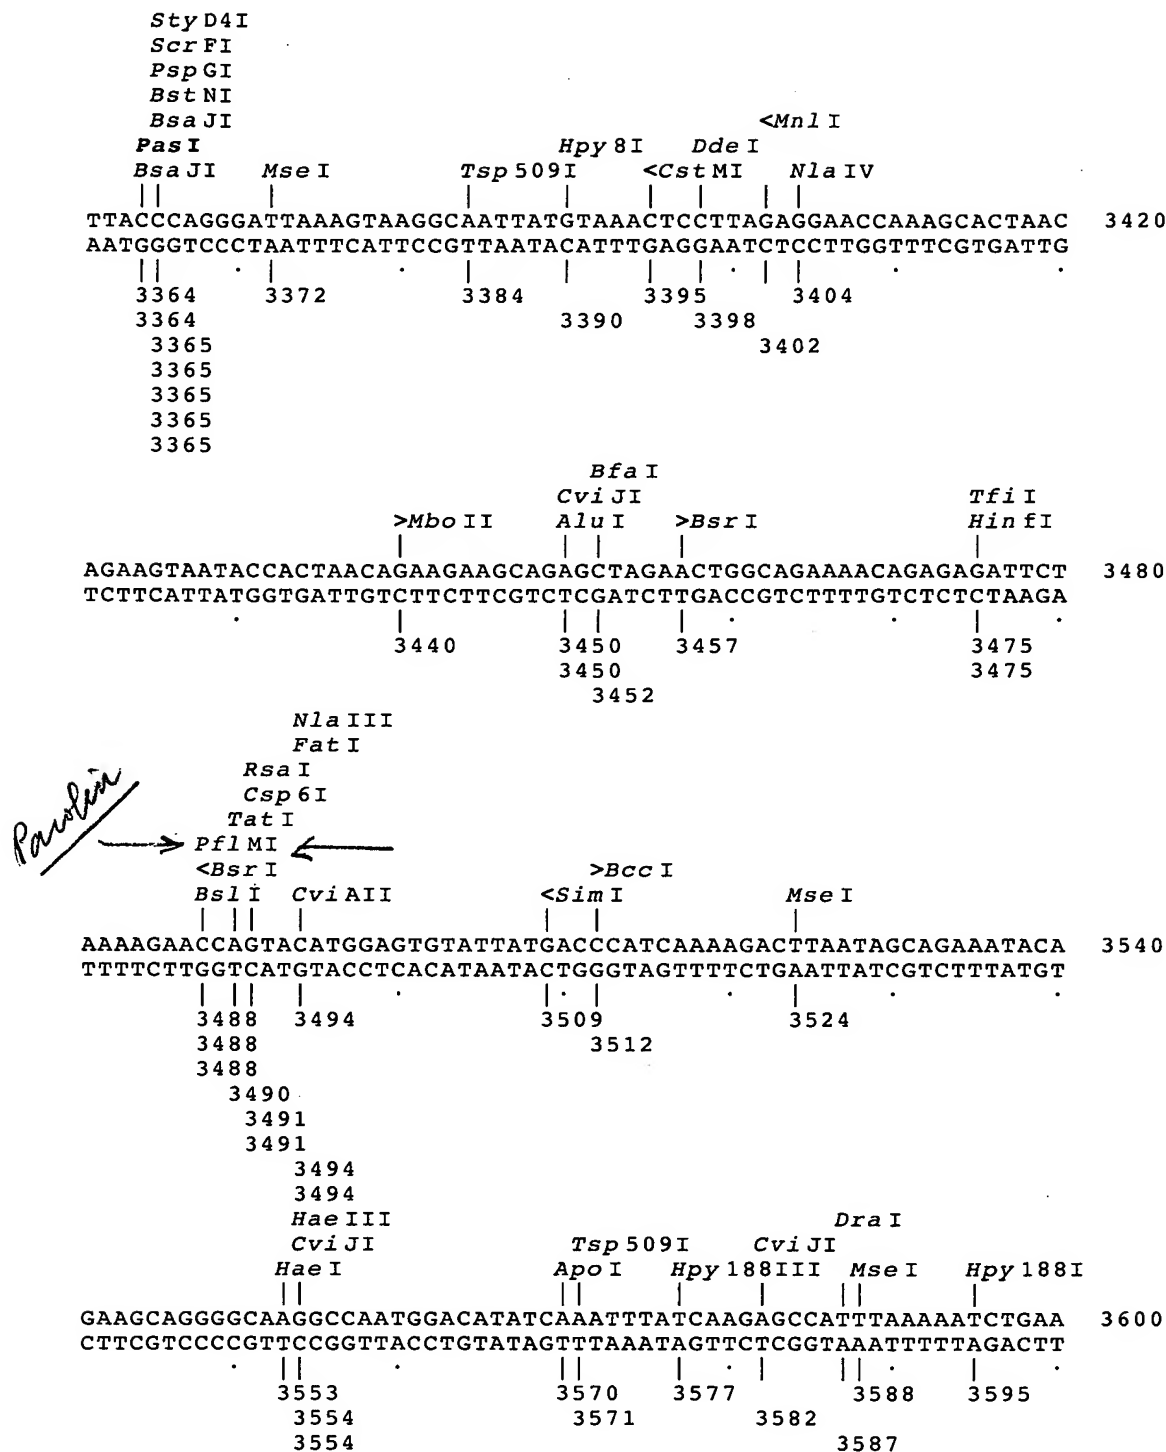 StyD4I
ScrFI
PspGI
BstNI
BsaJI <MnlI
PasI Hpy8I DdeI
BsaJI MseI Tsp509I <CstMI NlaIV
TTACCCAGGGATTAAAGTAAGGCAATTATGTAAACTCCTTAGAGGAACCAAAGCACTAAC 3420
AATGGGTCCCTAATTTCATTCCGTTAATACATTTGAGGAATCTCCTTGGTTTCGTGATTG
3364 3372 3384 3395 3404
3364 3390 3398
3365 3402
3365
3365
3365
3365
BfaI
CviJI TfiI
>MboII AluI >BsrI HinfI
AGAAGTAATACCACTAACAGAAGAAGCAGAGCTAGAACTGGCAGAAAACAGAGAGATTCT 3480
TCTTCATTATGGTGATTGTCTTCTTCGTCTCGATCTTGACCGTCTTTTGTCTCTCTAAGA
3440 3450 3457 3475
3450 3475
3452
NlaIII
FatI
RsaI
Csp6I
TatI
Parolin
PflMI
<BsrI >BccI
BslI CviAII <SimI MseI
AAAAGAACCAGTACATGGAGTGTATTATGACCCATCAAAAGACTTAATAGCAGAAATACA 3540
TTTTCTTGGTCATGTACCTCACATAATACTGGGTAGTTTTCTGAATTATCGTCTTTATGT
3488 3494 3509 3524
3488 3512
3488
3490
3491
3491
3494
3494
HaeIII DraI
CviJI Tsp509I CviJI
HaeI ApoI Hpy188III MseI Hpy188I
GAAGCAGGGGCAAGGCCAATGGACATATCAAATTTATCAAGAGCCATTTAAAAATCTGAA 3600
CTTCGTCCCCGTTCCGGTTACCTGTATAGTTTAAATAGTTCTCGGTAAATTTTTAGACTT
3553 3570 3577 3588 3595
3554 3571 3582
3554 3587